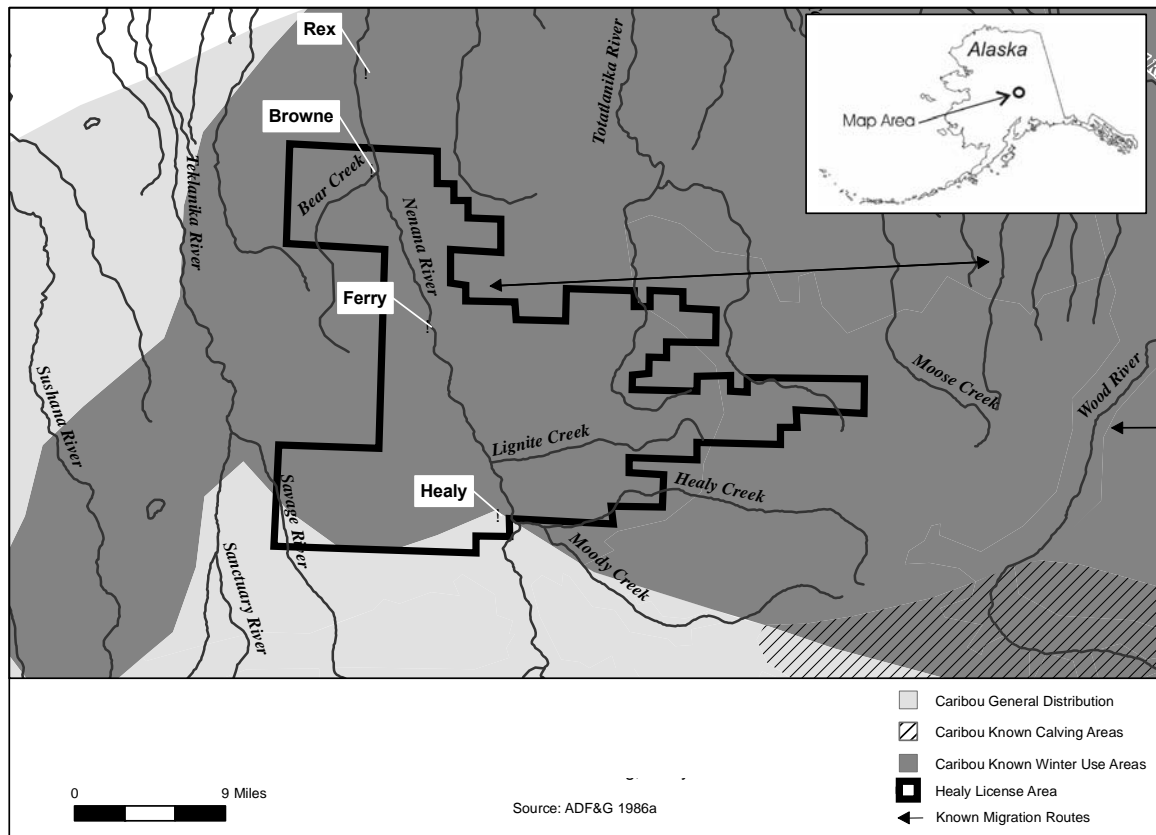 Rex
Browne
Bear Creek
Teklanika River
Nenana River
Totatlanika River
Alaska
Map Area
Ferry
Sushana River
Moose Creek
Wood River
Lignite Creek
Healy
Healy Creek
Savage River
Sanctuary River
Moody Creek
Caribou General Distribution
Caribou Known Calving Areas
Caribou Known Winter Use Areas
Healy License Area
Known Migration Routes
0 9 Miles
Source: ADF&G 1986a